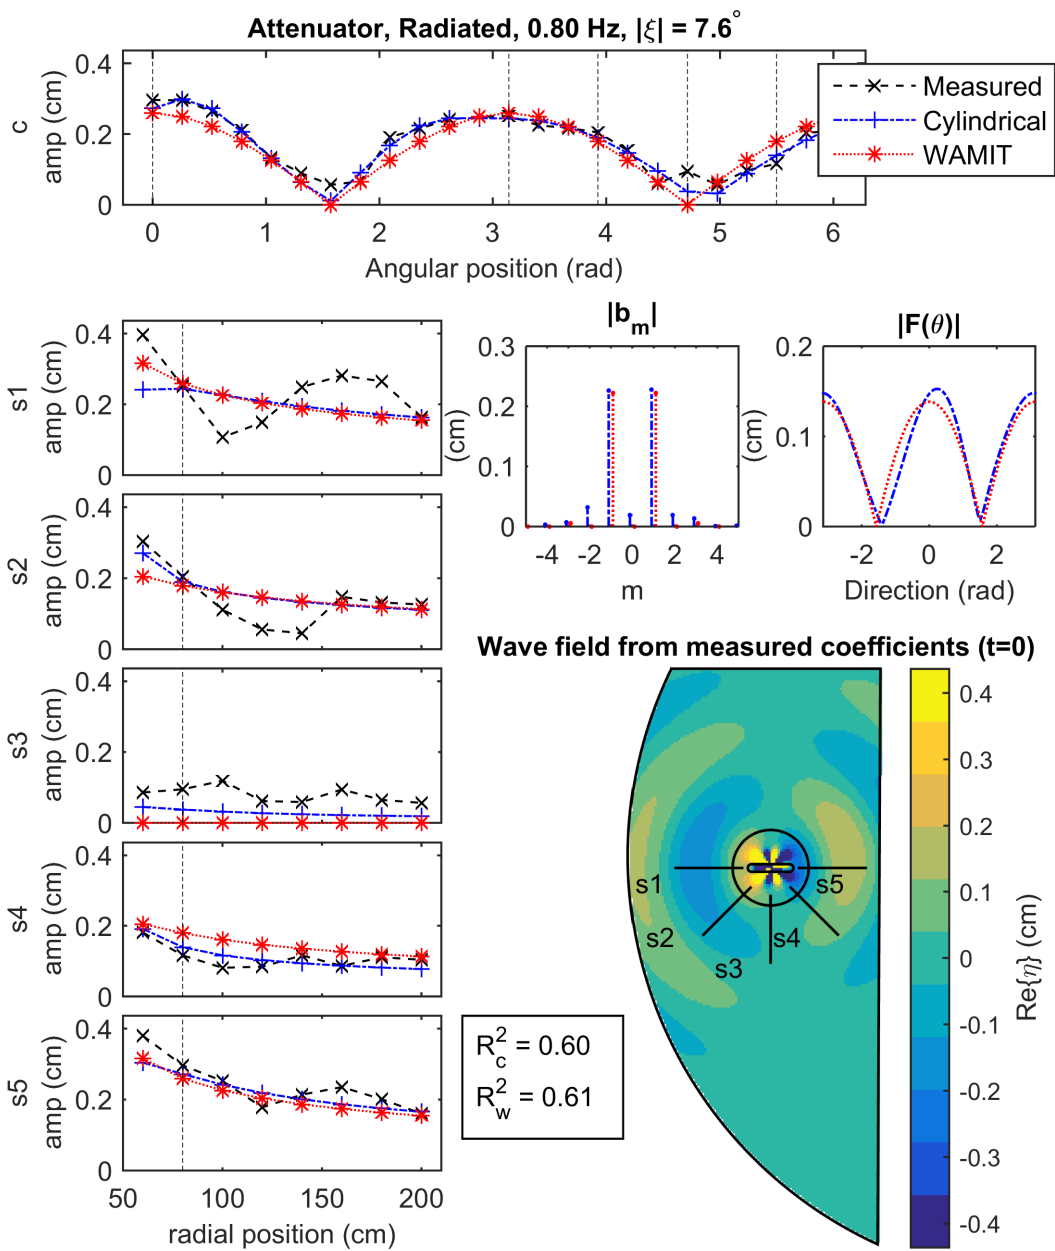 Attenuator, Radiated, 0.80 Hz, |ξ| = 7.6°
c
amp (cm)
0.4
0.2
0
0 1 2 3 4 5 6
Angular position (rad)
Measured
Cylindrical
WAMIT
s1
amp (cm)
0.4
0.2
0
s2
amp (cm)
0.4
0.2
0
s3
amp (cm)
0.4
0.2
0
s4
amp (cm)
0.4
0.2
0
s5
amp (cm)
0.4
0.2
0
50 100 150 200
radial position (cm)
|b_m|
(cm)
0.3
0.2
0.1
0
-4 -2 0 2 4
m
|F(θ)|
(cm)
0.2
0.1
0
-2 0 2
Direction (rad)
Wave field from measured coefficients (t=0)
s1
s2
s3
s4
s5
0.4
0.3
0.2
0.1
0
-0.1
-0.2
-0.3
-0.4
Re{η} (cm)
R_c^2 = 0.60
R_w^2 = 0.61